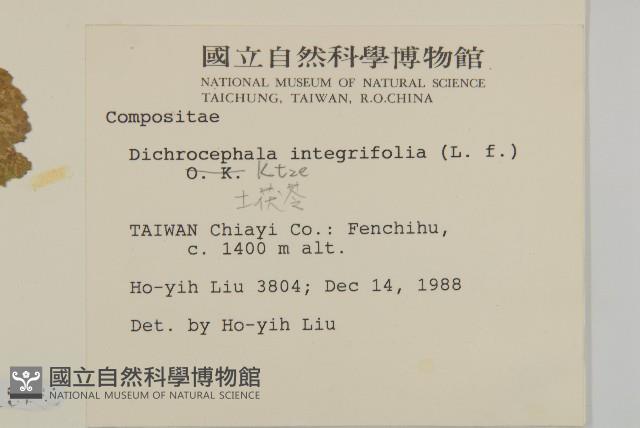 國立自然科學博物館
NATIONAL MUSEUM OF NATURAL SCIENCE
TAICHUNG, TAIWAN, R.O.CHINA
Compositae
Dichrocephala integrifolia (L. f.)
O. K. Ktze
土茯苓
TAIWAN Chiayi Co.: Fenchihu,
c. 1400 m alt.
Ho-yih Liu 3804; Dec 14, 1988
Det. by Ho-yih Liu
國立自然科學博物館
NATIONAL MUSEUM OF NATURAL SCIENCE